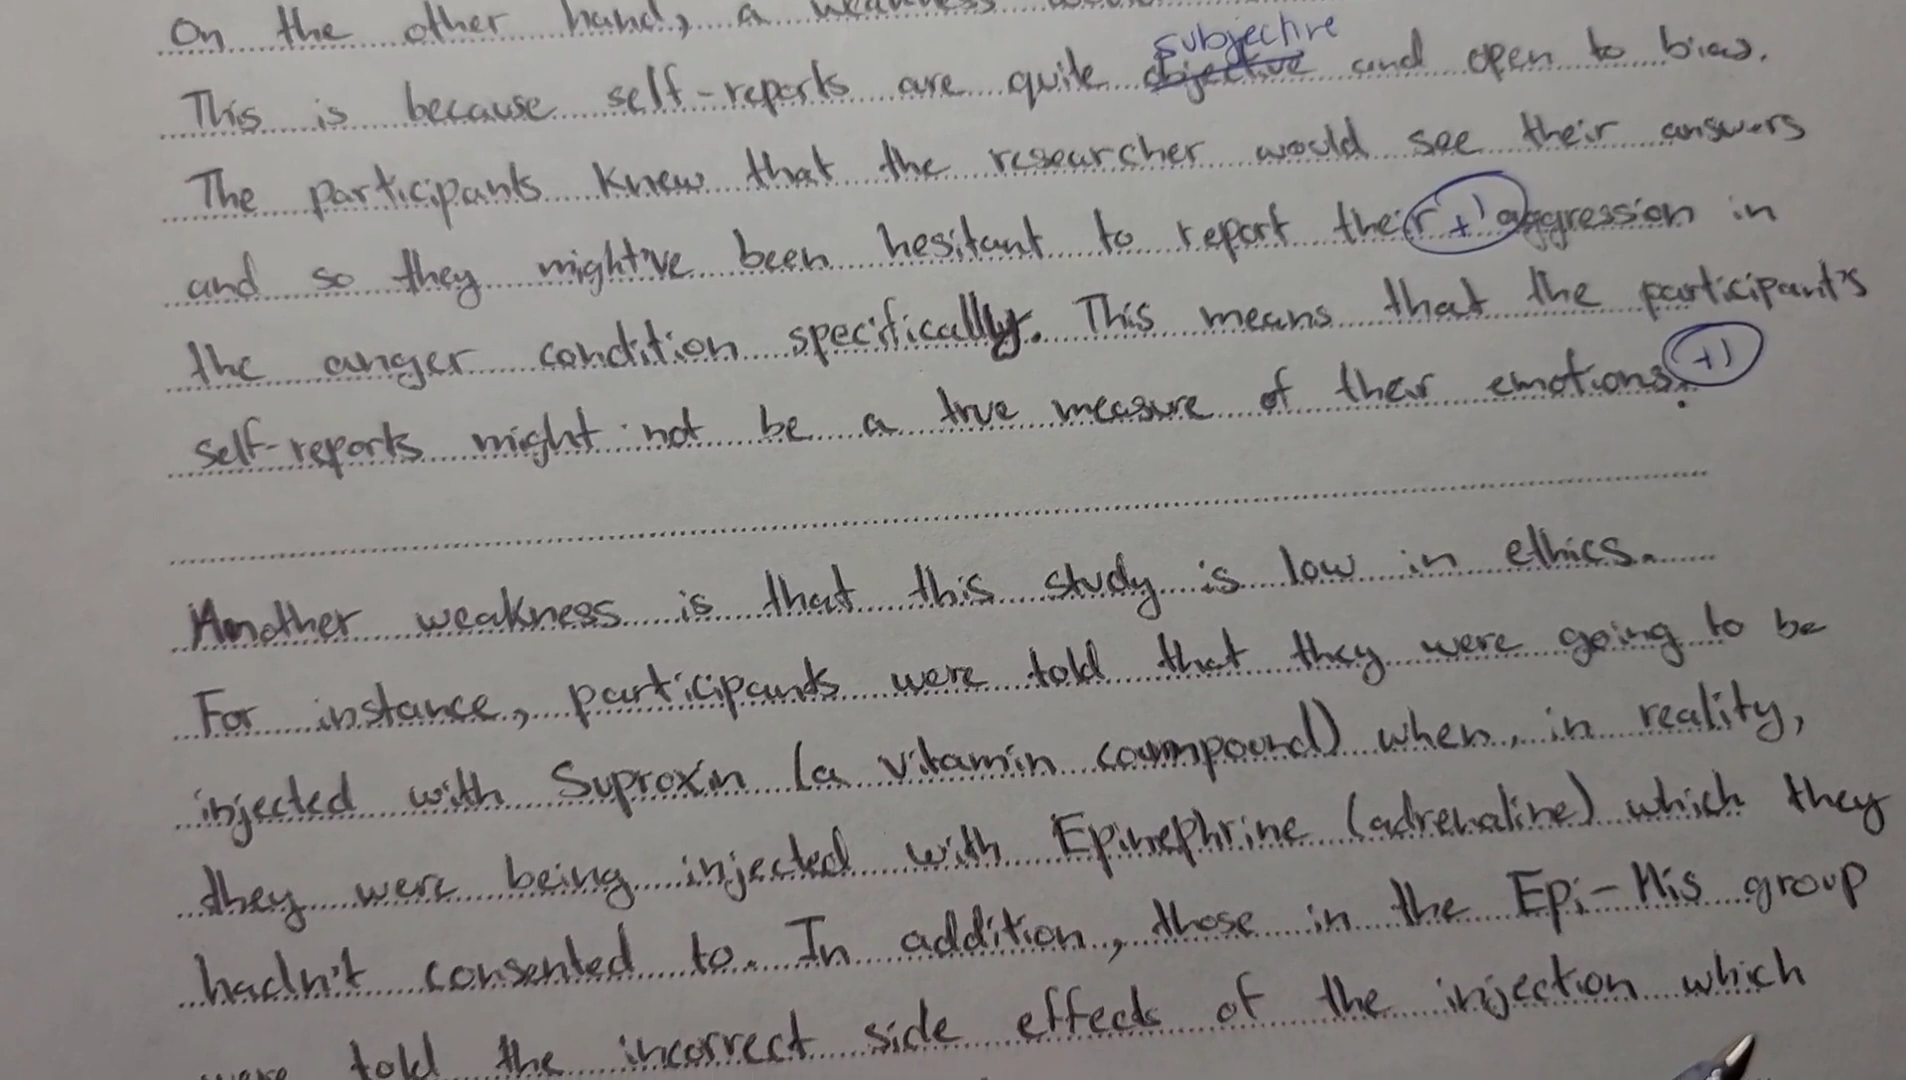 On the other hand, a weakness
subjective
This is because self-reports are quite objective and open to bias.
The participants knew that the researcher would see their answers
and so they might've been hesitant to report their +1 aggression in
the anger condition specifically. This means that the participant's
self-reports might not be a true measure of their emotions. +1
Another weakness is that this study is low in ethics.
For instance, participants were told that they were going to be
injected with Suproxin (a vitamin coumpound) when, in reality,
they were being injected with Epinephrine (adrenaline) which they
hadn't consented to. In addition, those in the Epi-Mis group
were told the incorrect side effects of the injection which